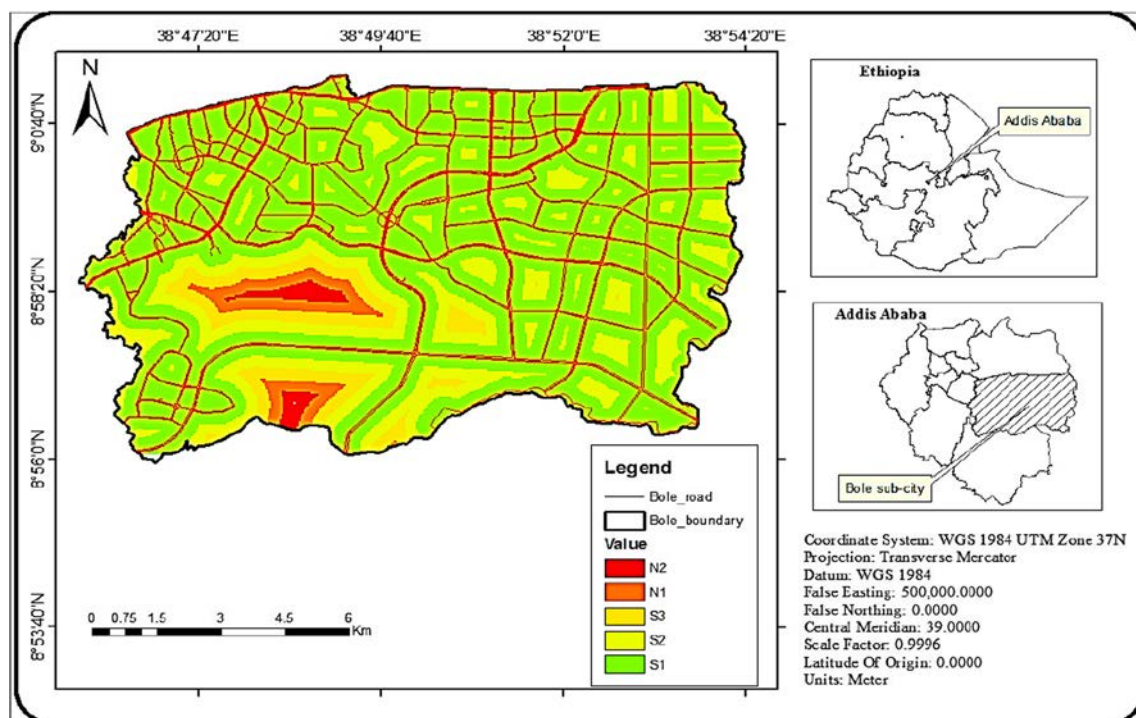 38°47'20"E 38°49'40"E 38°52'0"E 38°54'20"E
N
9°0'40"N
8°58'20"N
8°56'0"N
8°53'40"N
0 0.75 1.5 3 4.5 6
Km
Legend
Bole_road
Bole_boundary
Value
N2
N1
S3
S2
S1
Ethiopia
Addis Ababa
Addis Ababa
Bole sub-city
Coordinate System: WGS 1984 UTM Zone 37N
Projection: Transverse Mercator
Datum: WGS 1984
False Easting: 500,000.0000
False Northing: 0.0000
Central Meridian: 39.0000
Scale Factor: 0.9996
Latitude Of Origin: 0.0000
Units: Meter